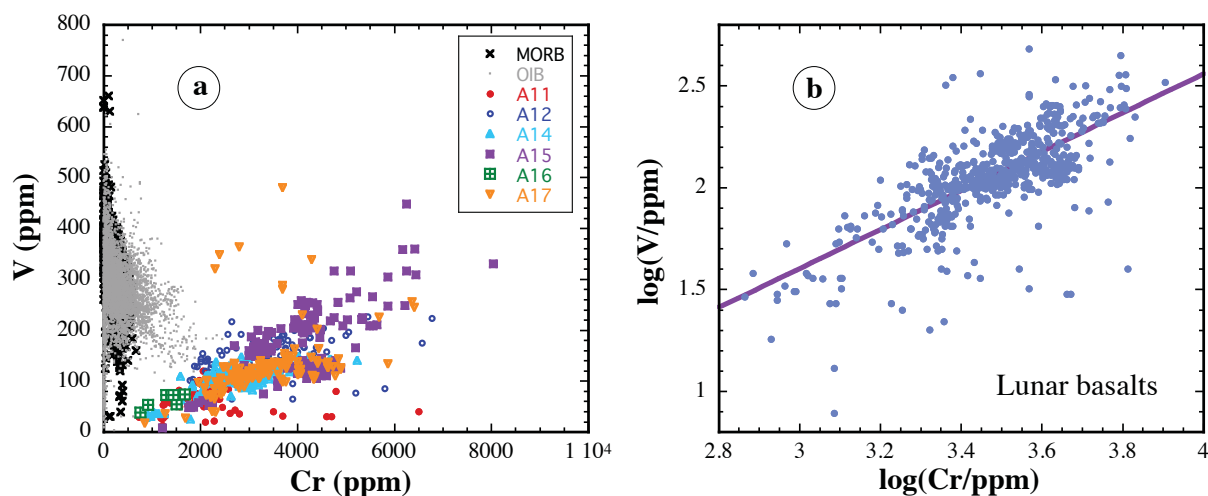 800
700
600
500
400
300
200
100
0
V (ppm)
a
MORB
OIB
A11
A12
A14
A15
A16
A17
0
2000
4000
6000
8000
1 10⁴
Cr (ppm)
2.5
2
1.5
1
log(V/ppm)
b
Lunar basalts
2.8
3
3.2
3.4
3.6
3.8
4
log(Cr/ppm)